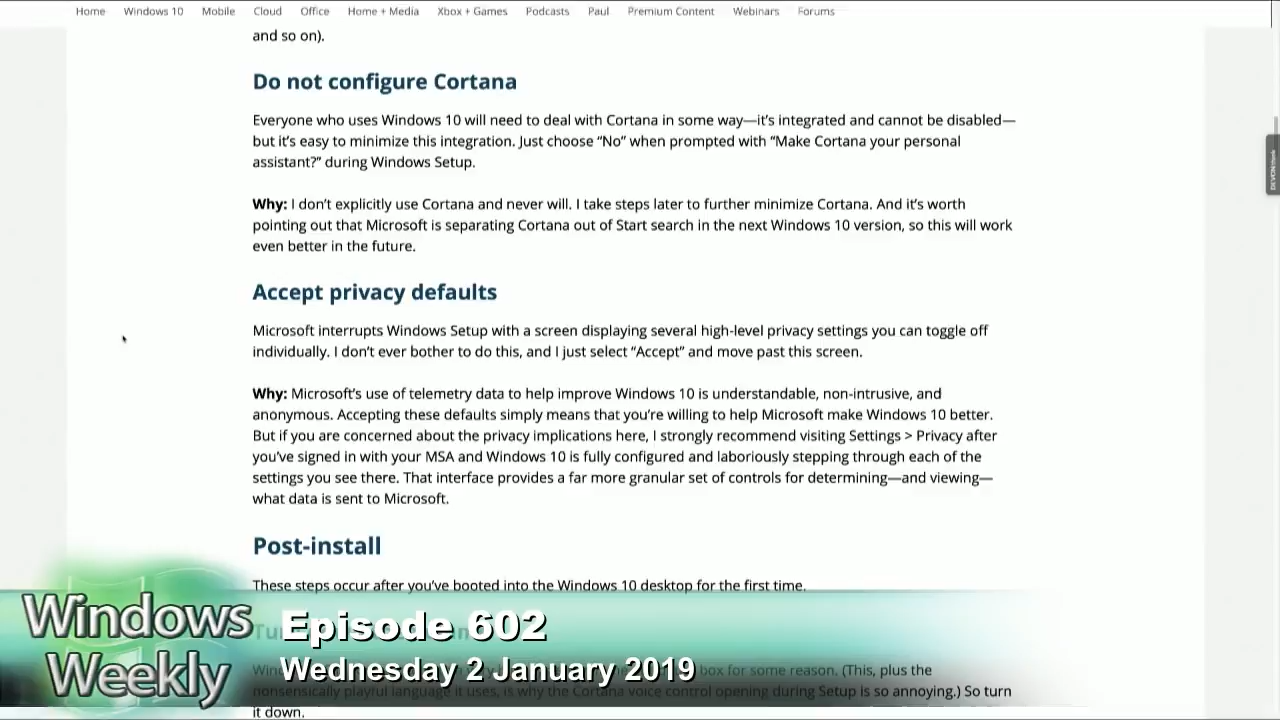 Home Windows 10 Mobile Cloud Office Home + Media Xbox + Games Podcasts Paul Premium Content Webinars Forums
and so on).
Do not configure Cortana
Everyone who uses Windows 10 will need to deal with Cortana in some way—it’s integrated and cannot be disabled—
but it’s easy to minimize this integration. Just choose “No” when prompted with “Make Cortana your personal
assistant?” during Windows Setup.
Why: I don’t explicitly use Cortana and never will. I take steps later to further minimize Cortana. And it’s worth
pointing out that Microsoft is separating Cortana out of Start search in the next Windows 10 version, so this will work
even better in the future.
Accept privacy defaults
Microsoft interrupts Windows Setup with a screen displaying several high-level privacy settings you can toggle off
individually. I don’t ever bother to do this, and I just select “Accept” and move past this screen.
Why: Microsoft’s use of telemetry data to help improve Windows 10 is understandable, non-intrusive, and
anonymous. Accepting these defaults simply means that you’re willing to help Microsoft make Windows 10 better.
But if you are concerned about the privacy implications here, I strongly recommend visiting Settings > Privacy after
you’ve signed in with your MSA and Windows 10 is fully configured and laboriously stepping through each of the
settings you see there. That interface provides a far more granular set of controls for determining—and viewing—
what data is sent to Microsoft.
Post-install
These steps occur after you’ve booted into the Windows 10 desktop for the first time.
Windows
Weekly
Episode 602
Wednesday 2 January 2019
box for some reason. (This, plus the
nonsensically playful language it uses, is why the Cortana voice control opening during Setup is so annoying.) So turn
it down.